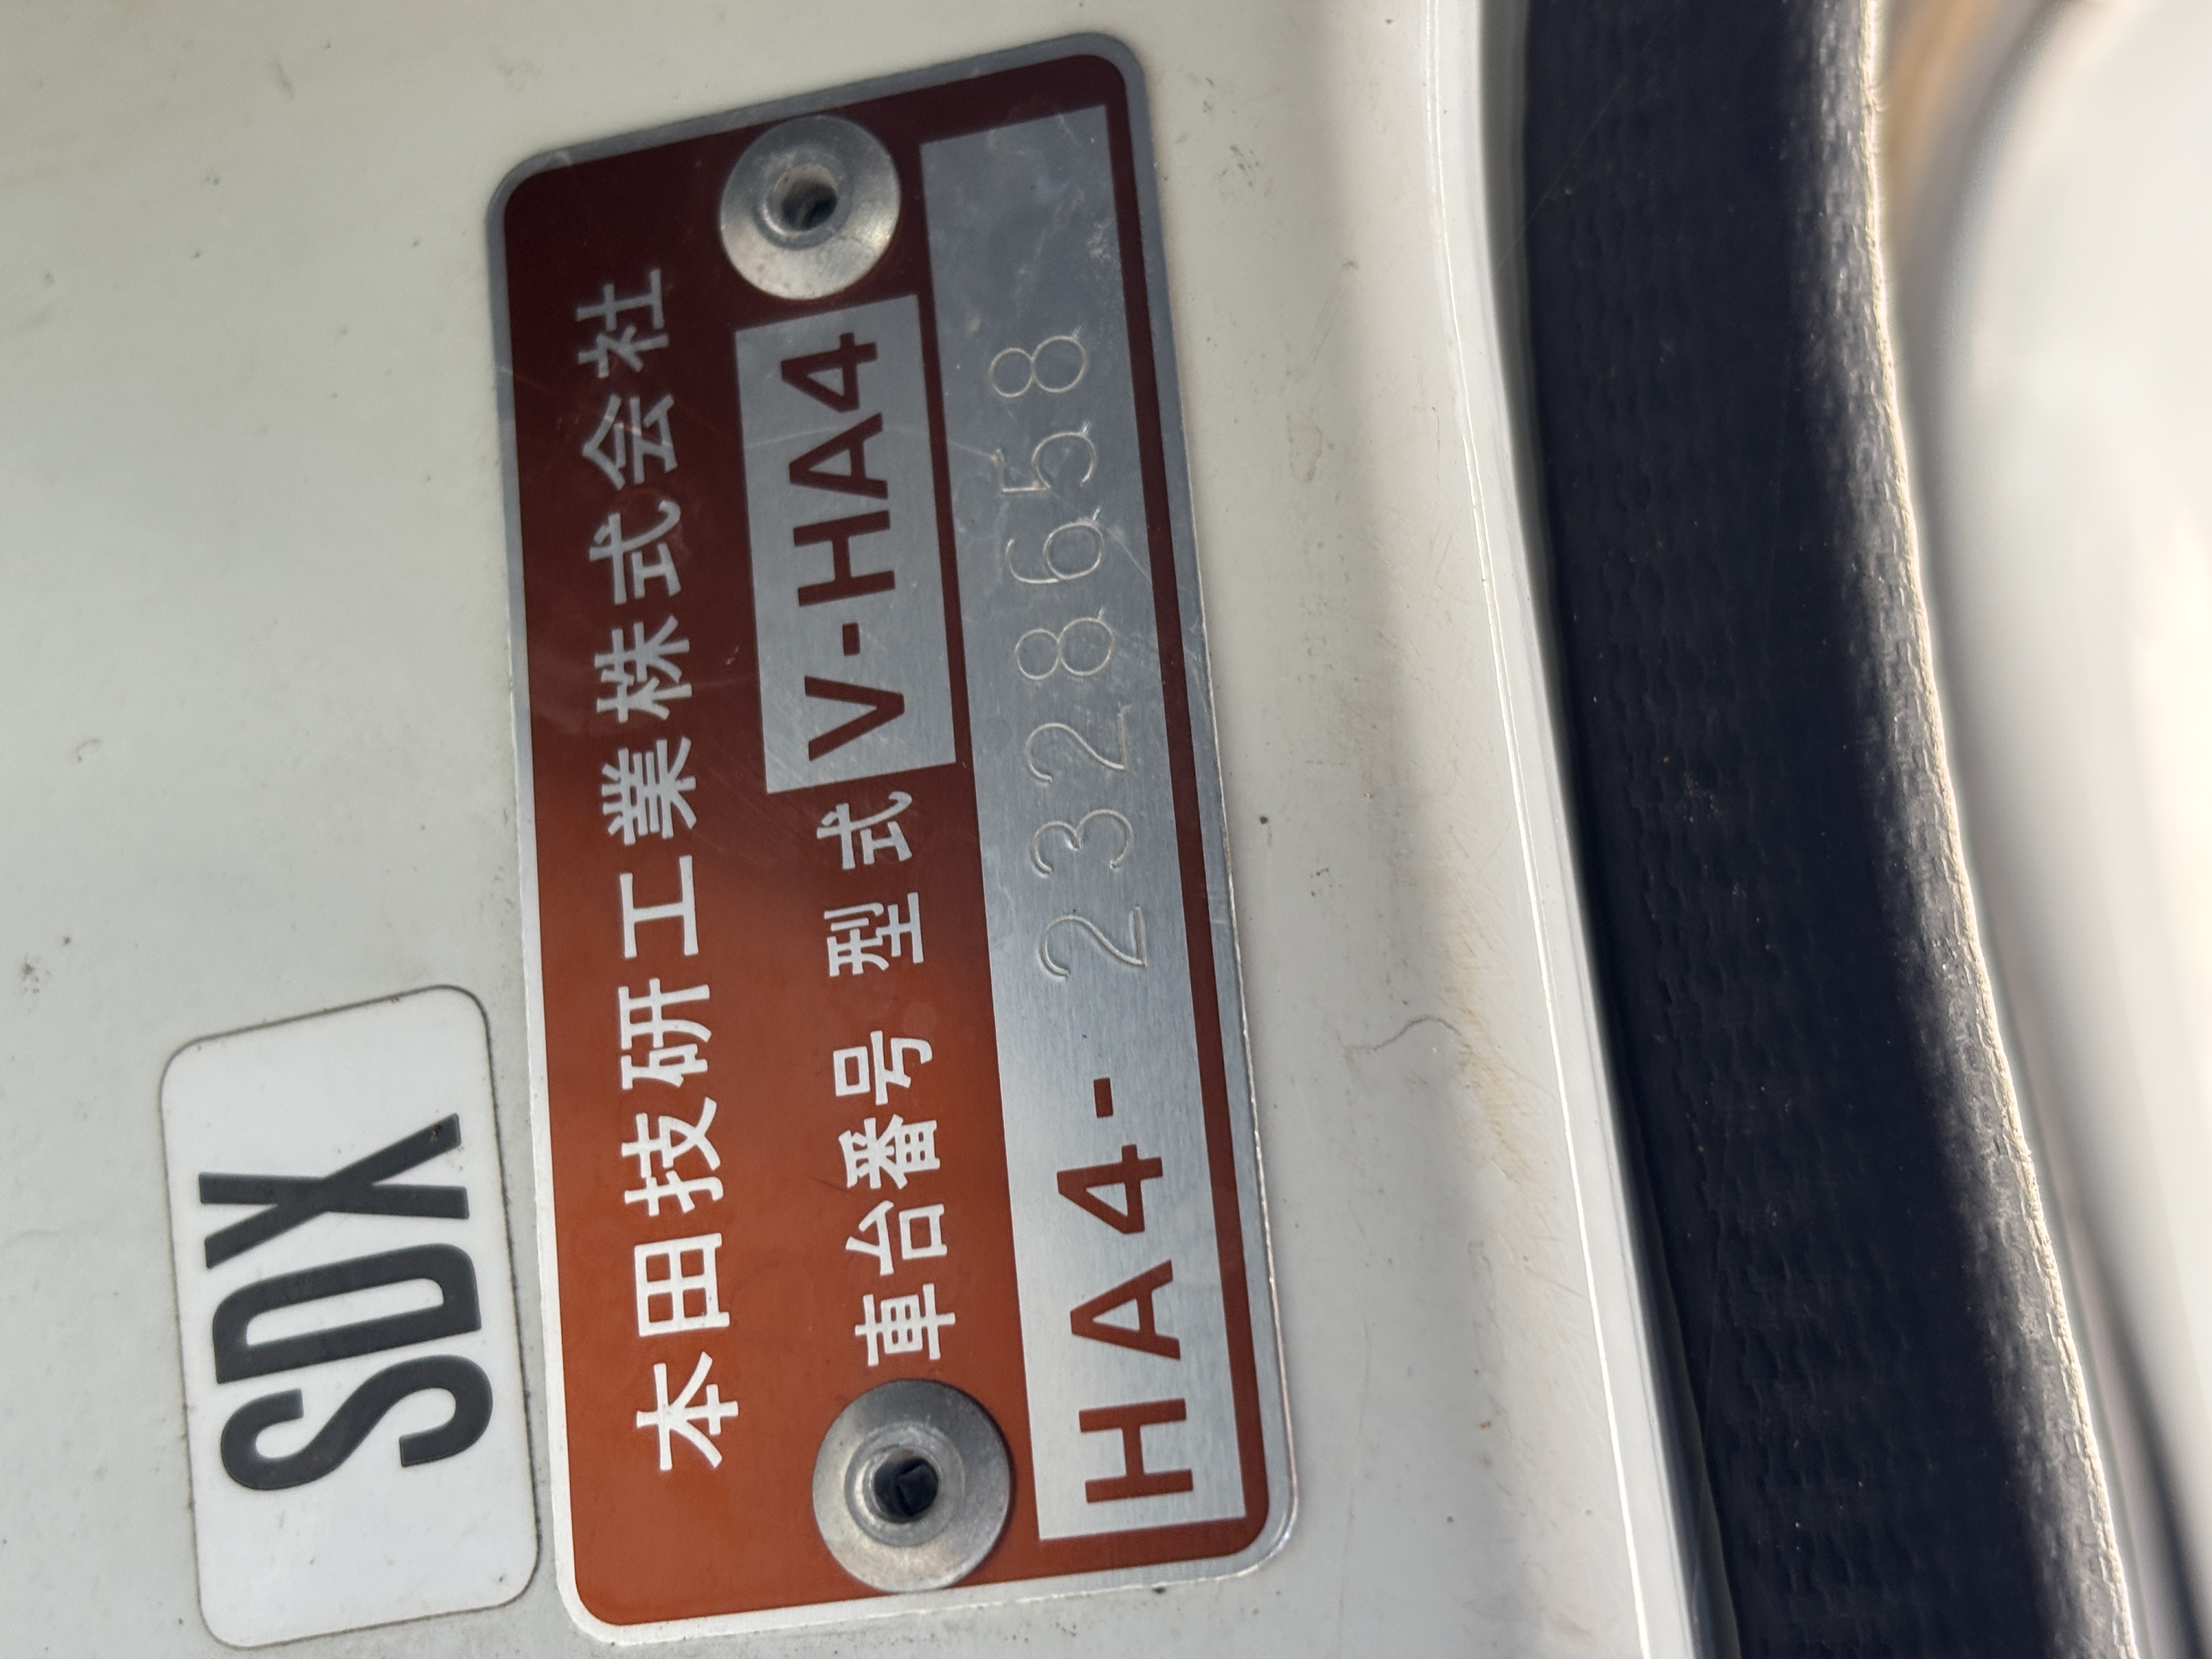 SDX
本田技研工業株式会社
車台番号 型式 V-HA4
HA4- 2328658